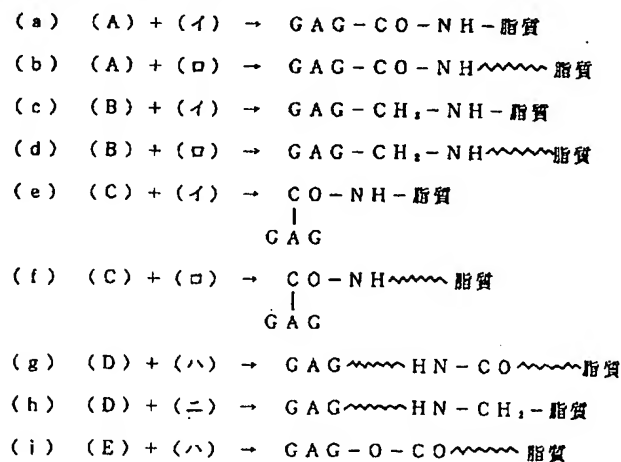 (a) (A) + (イ) → GAG-CO-NH-脂質
(b) (A) + (ロ) → GAG-CO-NH〰脂質
(c) (B) + (イ) → GAG-CH₂-NH-脂質
(d) (B) + (ロ) → GAG-CH₂-NH〰脂質
(e) (C) + (イ) → CO-NH-脂質
|
GAG
(f) (C) + (ロ) → CO-NH〰脂質
|
GAG
(g) (D) + (ハ) → GAG〰HN-CO〰脂質
(h) (D) + (ニ) → GAG〰HN-CH₂-脂質
(i) (E) + (ハ) → GAG-O-CO〰脂質